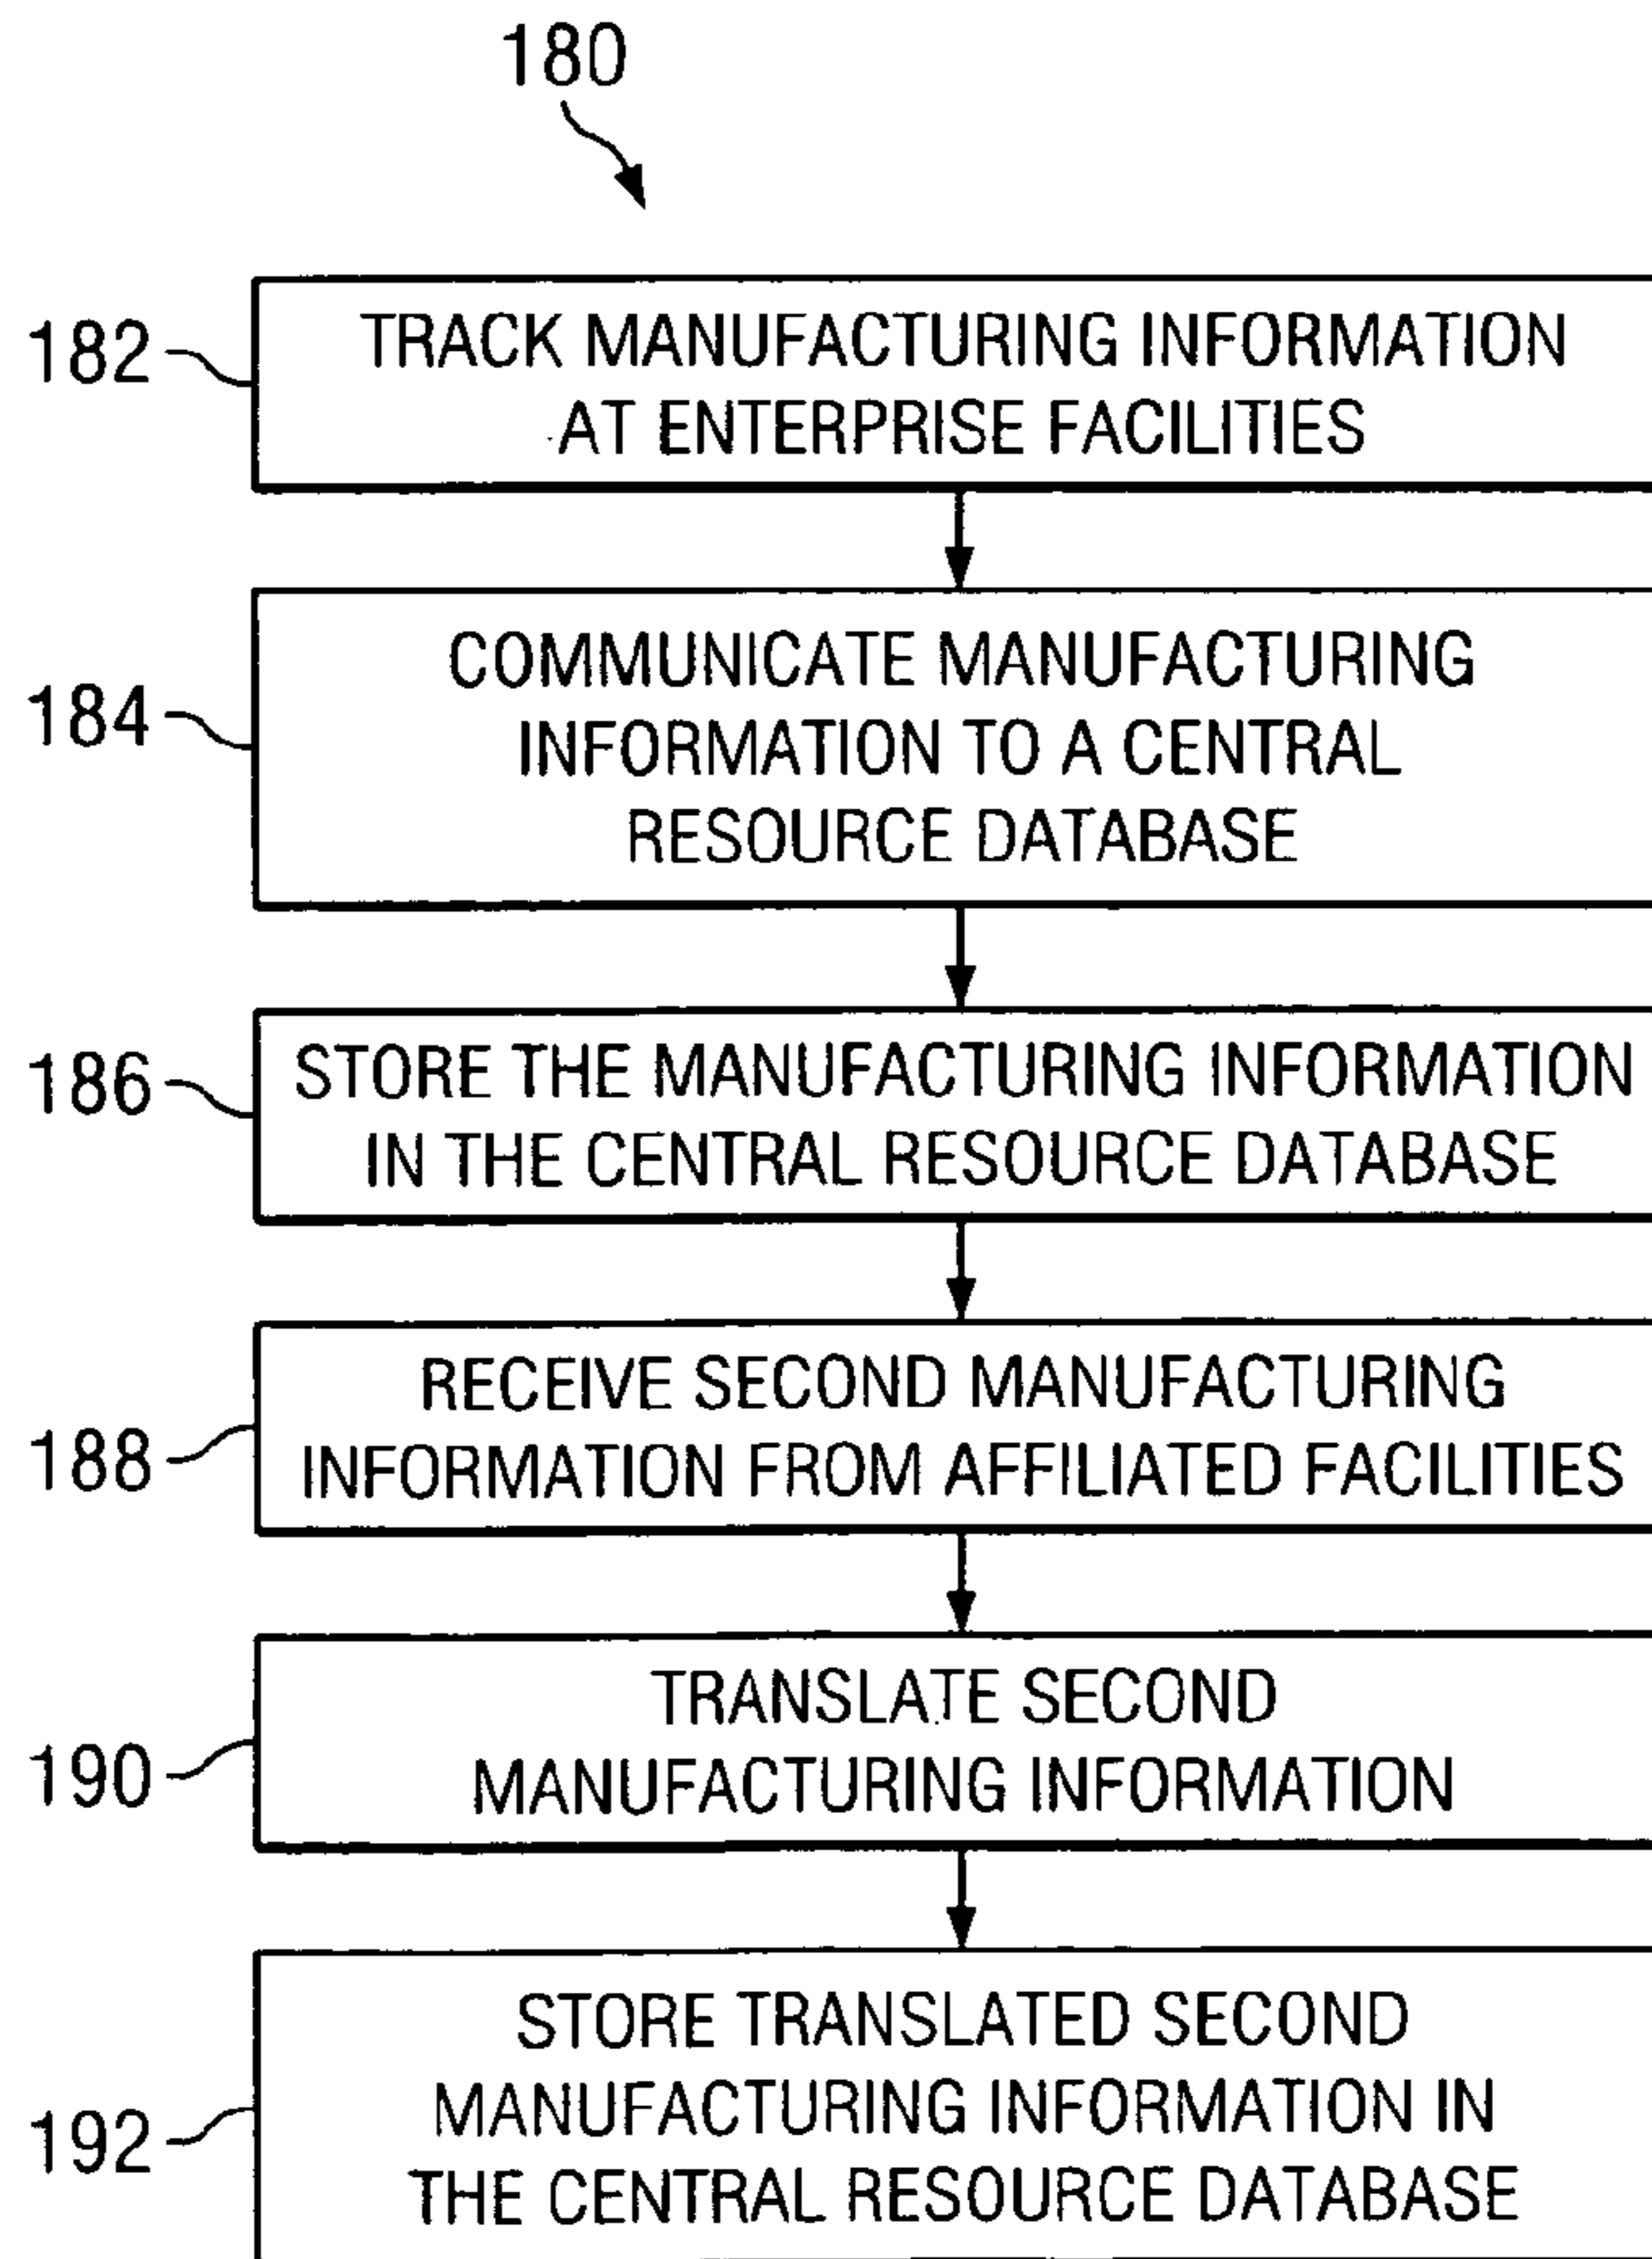 180
182
TRACK MANUFACTURING INFORMATION
AT ENTERPRISE FACILITIES
184
COMMUNICATE MANUFACTURING
INFORMATION TO A CENTRAL
RESOURCE DATABASE
186
STORE THE MANUFACTURING INFORMATION
IN THE CENTRAL RESOURCE DATABASE
188
RECEIVE SECOND MANUFACTURING
INFORMATION FROM AFFILIATED FACILITIES
190
TRANSLATE SECOND
MANUFACTURING INFORMATION
192
STORE TRANSLATED SECOND
MANUFACTURING INFORMATION IN
THE CENTRAL RESOURCE DATABASE